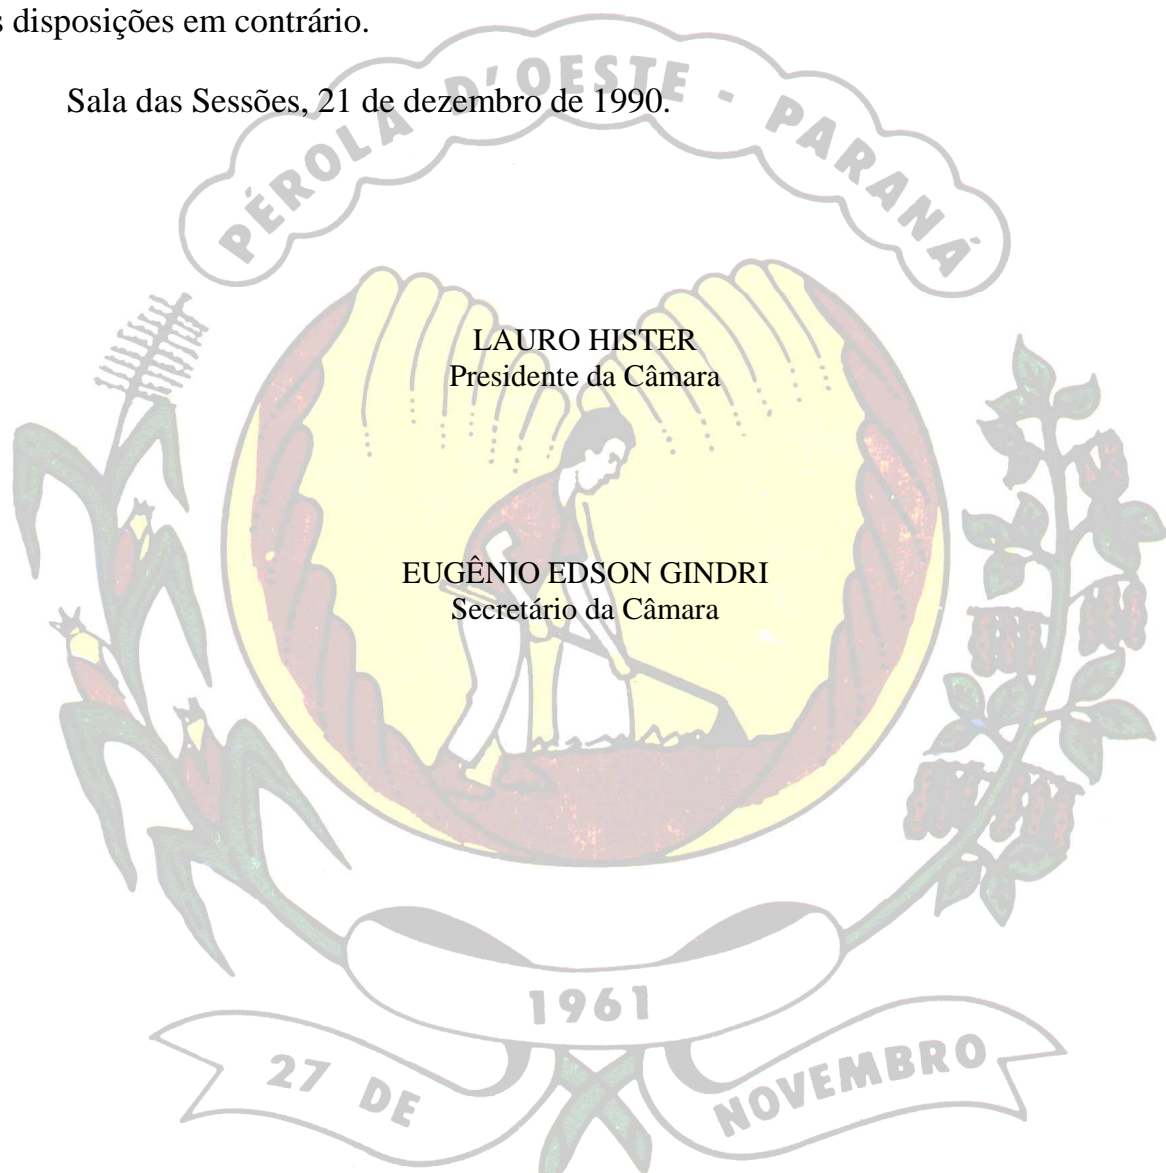 s disposições em contrário.
Sala das Sessões, 21 de dezembro de 1990.
PÉROLA D'OESTE - PARANÁ
LAURO HISTER
Presidente da Câmara
EUGÊNIO EDSON GINDRI
Secretário da Câmara
1961
27 DE NOVEMBRO